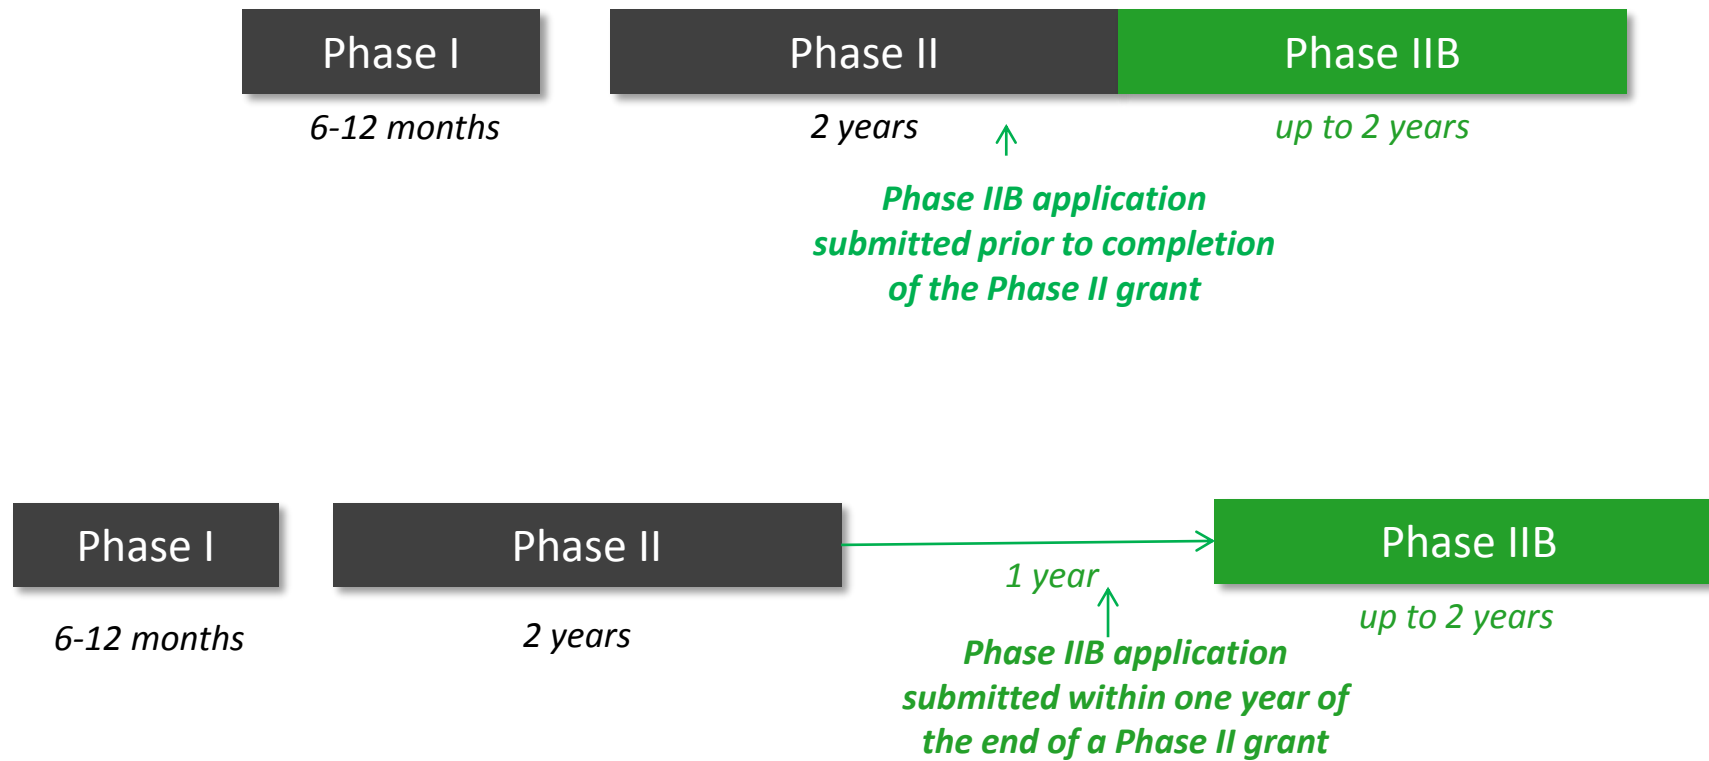 Phase I
Phase II
Phase IIB
6-12 months
2 years
up to 2 years
Phase IIB application
submitted prior to completion
of the Phase II grant
Phase I
Phase II
Phase IIB
1 year
6-12 months
2 years
up to 2 years
Phase IIB application
submitted within one year of
the end of a Phase II grant